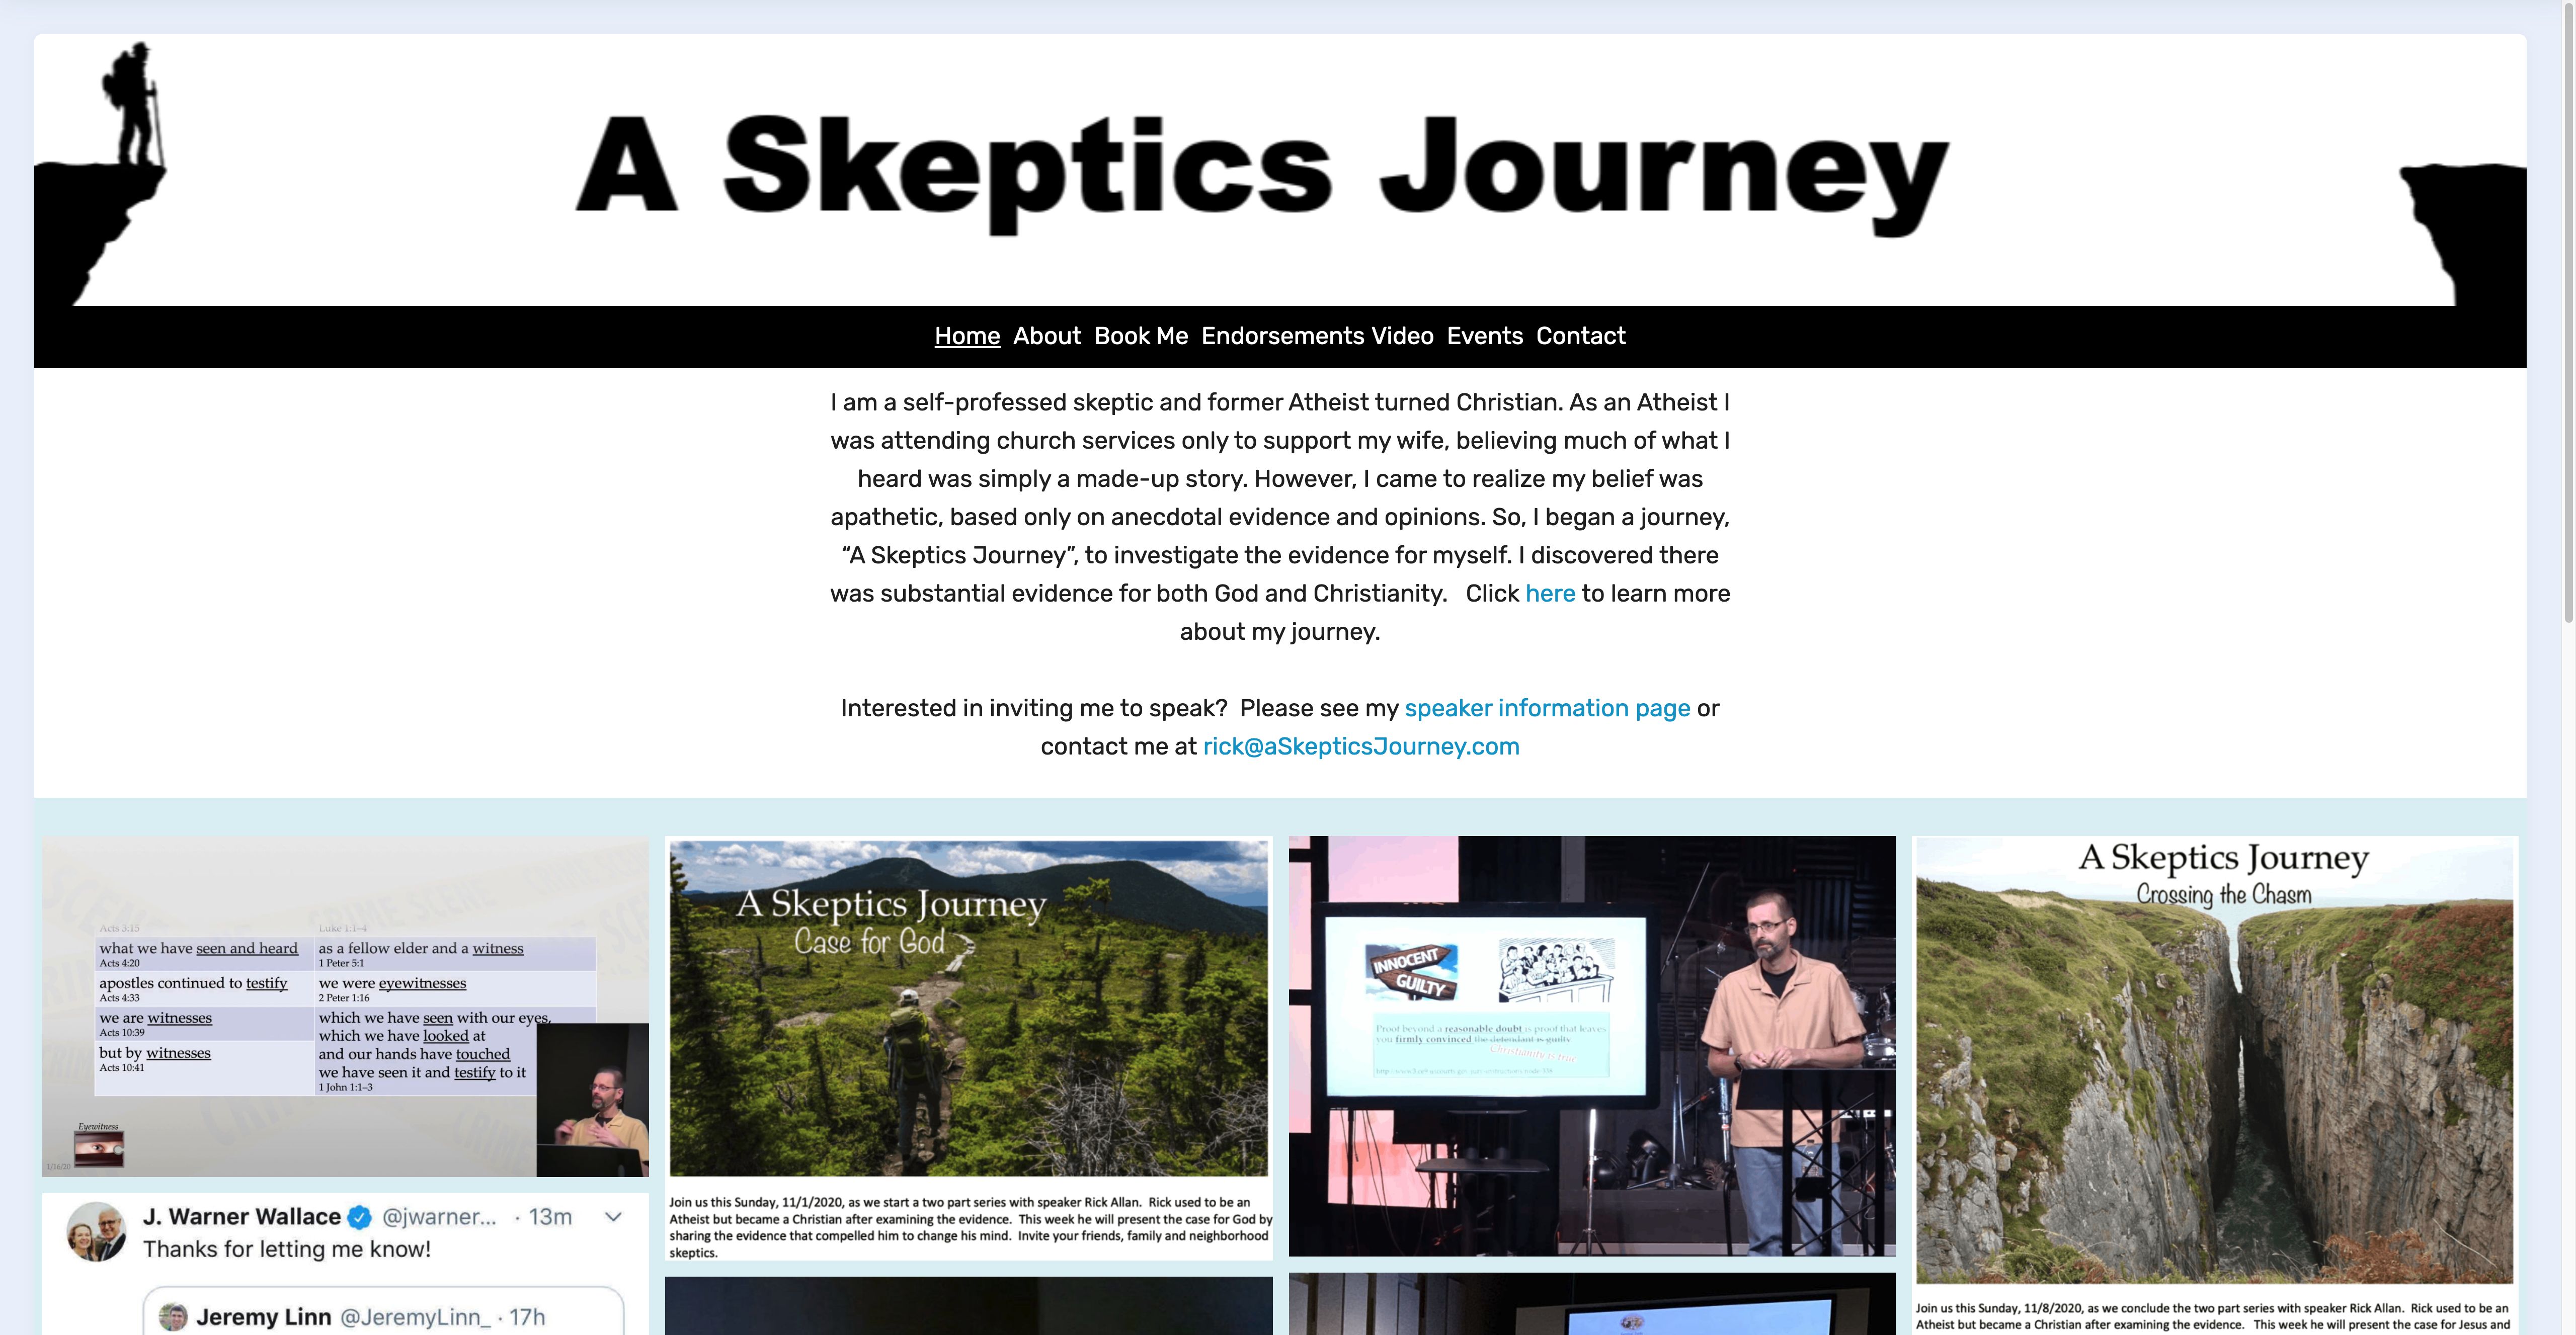 A Skeptics Journey
Home About Book Me Endorsements Video Events Contact
I am a self-professed skeptic and former Atheist turned Christian. As an Atheist I
was attending church services only to support my wife, believing much of what I
heard was simply a made-up story. However, I came to realize my belief was
apathetic, based only on anecdotal evidence and opinions. So, I began a journey,
“A Skeptics Journey”, to investigate the evidence for myself. I discovered there
was substantial evidence for both God and Christianity. Click here to learn more
about my journey.
Interested in inviting me to speak? Please see my speaker information page or
contact me at rick@aSkepticsJourney.com
Acts 3:15
Luke 1:1–4
what we have seen and heard
Acts 4:20
as a fellow elder and a witness
1 Peter 5:1
apostles continued to testify
Acts 4:33
we were eyewitnesses
2 Peter 1:16
we are witnesses
Acts 10:39
but by witnesses
Acts 10:41
which we have seen with our eyes,
which we have looked at
and our hands have touched
we have seen it and testify to it
1 John 1:1–3
Eyewitness
1/16/20
J. Warner Wallace @jwarner... · 13m
Thanks for letting me know!
Jeremy Linn @JeremyLinn_ · 17h
A Skeptics Journey
Case for God
Join us this Sunday, 11/1/2020, as we start a two part series with speaker Rick Allan. Rick used to be an
Atheist but became a Christian after examining the evidence. This week he will present the case for God by
sharing the evidence that compelled him to change his mind. Invite your friends, family and neighborhood
skeptics.
INNOCENT
GUILTY
Proof beyond a reasonable doubt is proof that leaves
you firmly convinced the defendant is guilty
Christianity is true
A Skeptics Journey
Crossing the Chasm
Join us this Sunday, 11/8/2020, as we conclude the two part series with speaker Rick Allan. Rick used to be an
Atheist but became a Christian after examining the evidence. This week he will present the case for Jesus and